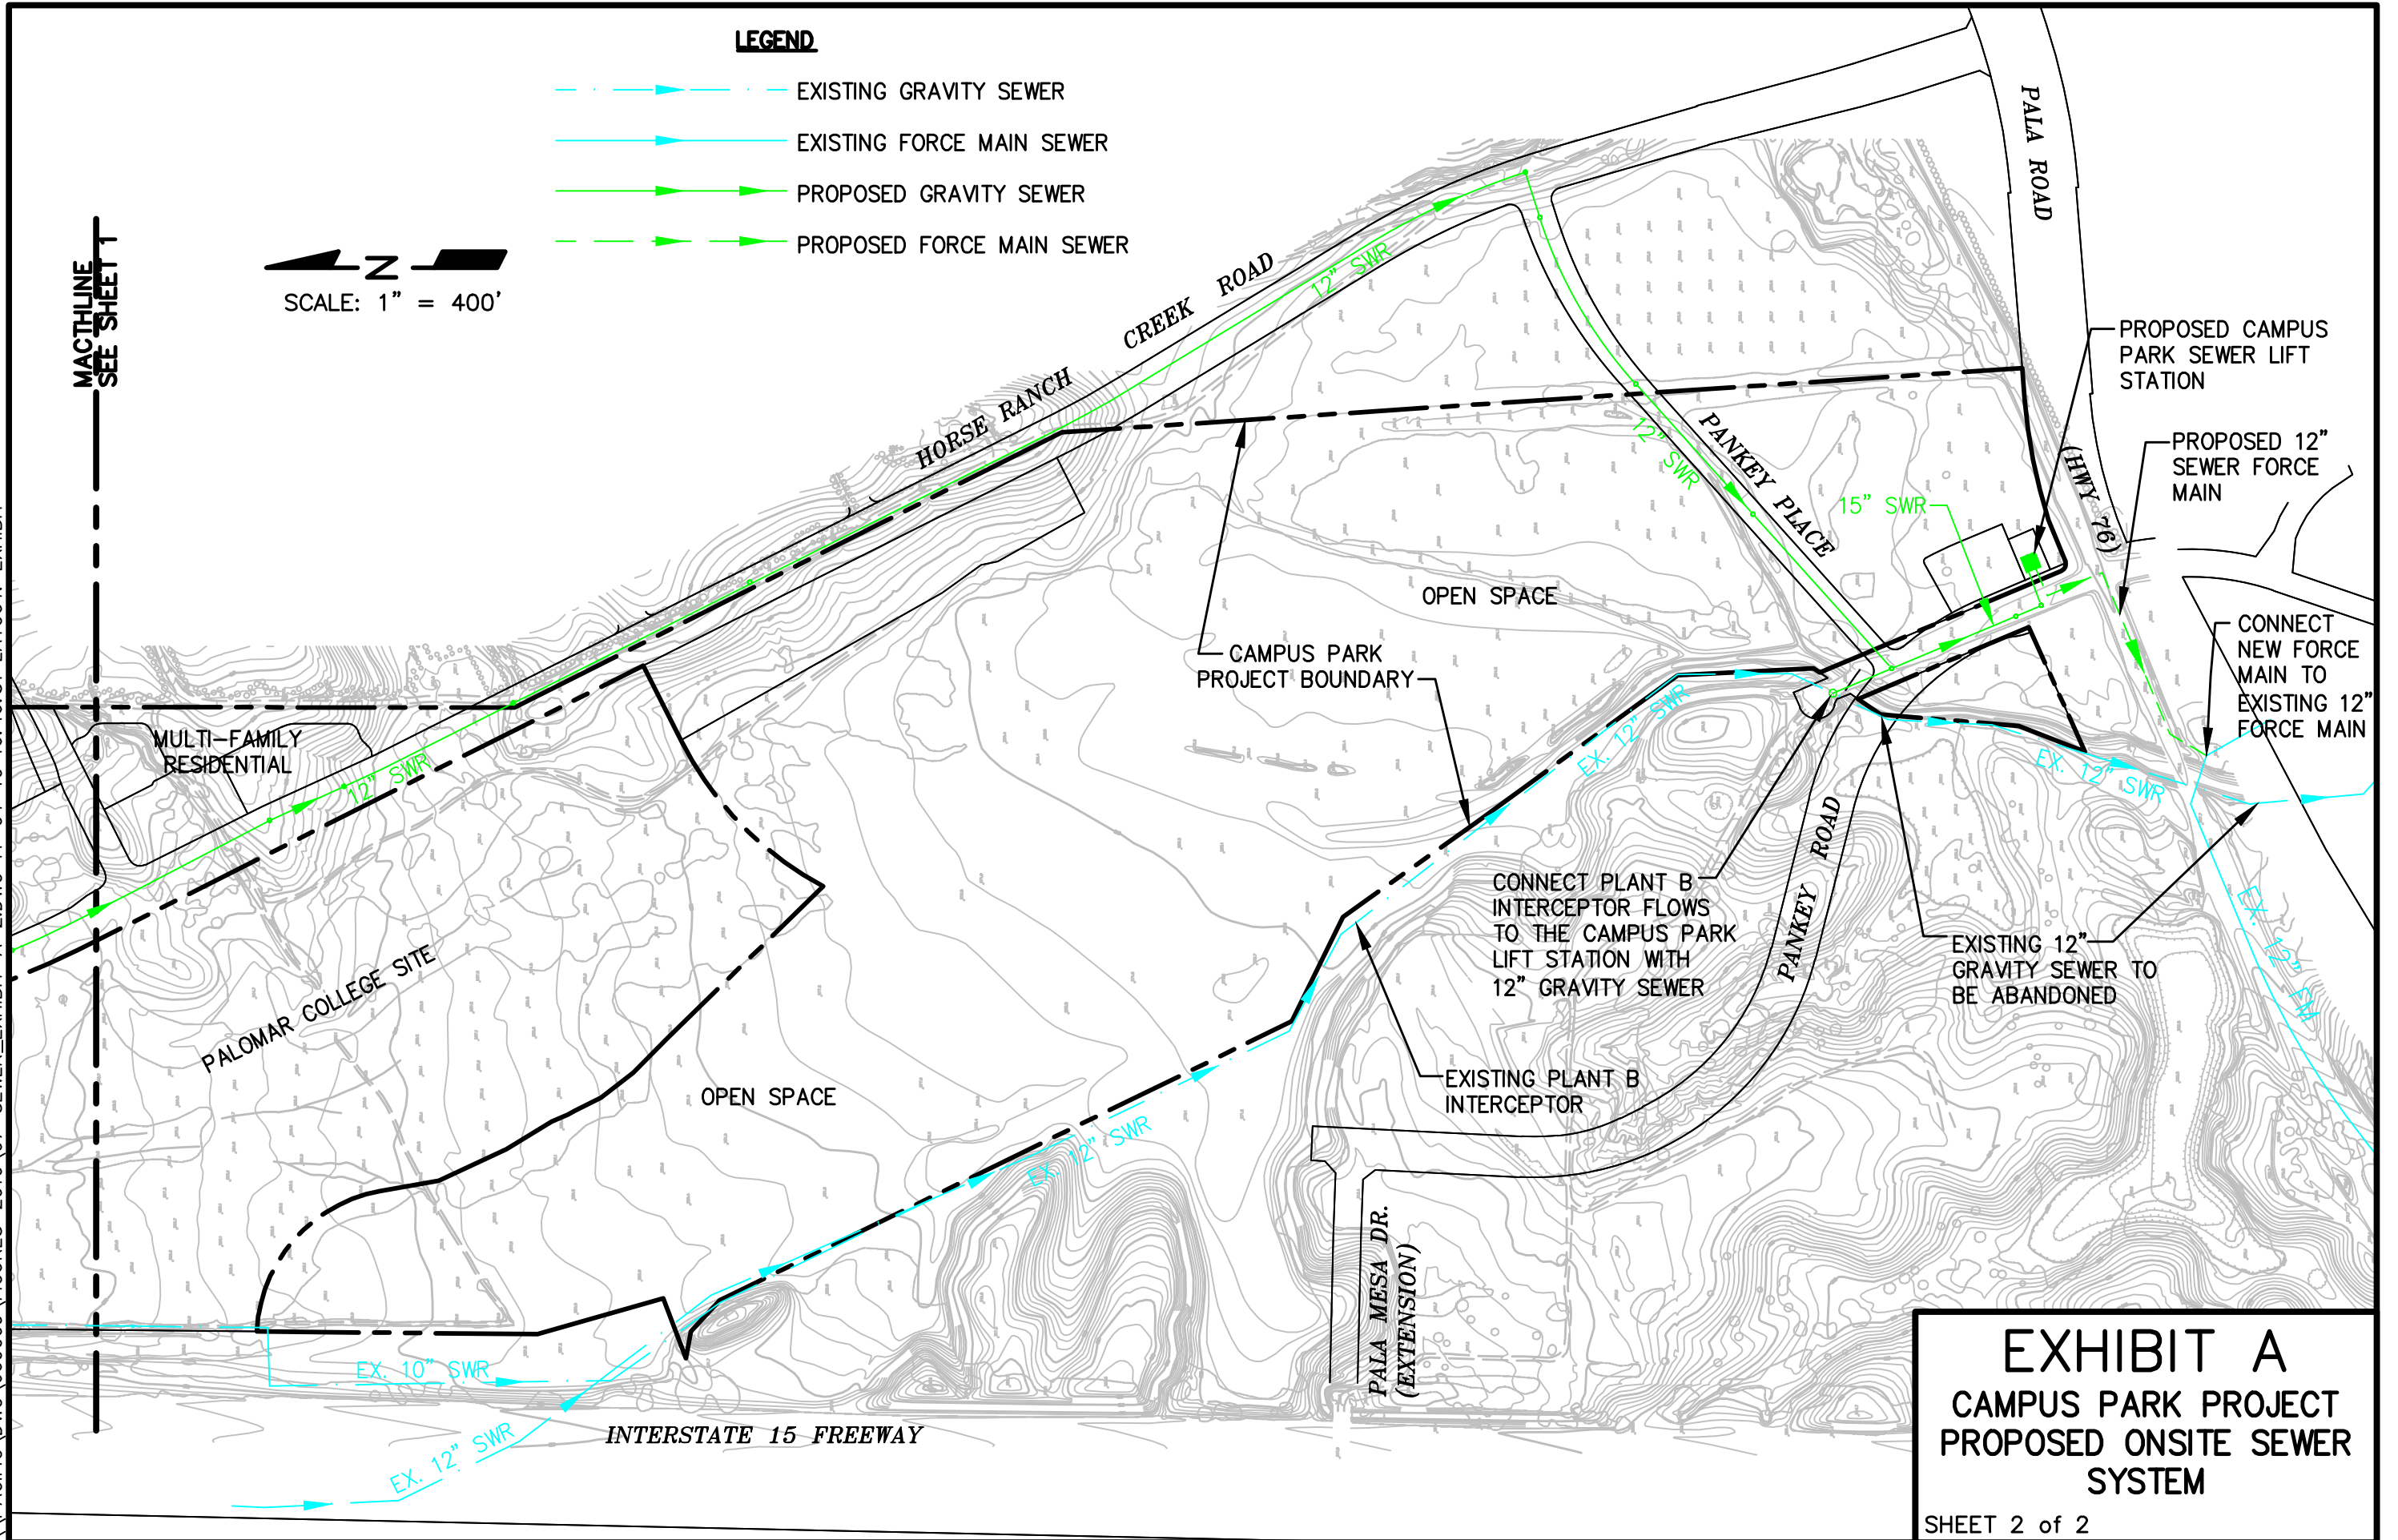 LEGEND
EXISTING GRAVITY SEWER
EXISTING FORCE MAIN SEWER
PROPOSED GRAVITY SEWER
PROPOSED FORCE MAIN SEWER
MACTHLINE
SEE SHEET 1
N
SCALE: 1" = 400'
PALA ROAD
(HWY 76)
HORSE RANCH CREEK ROAD
12" SWR
PROPOSED CAMPUS
PARK SEWER LIFT
STATION
PROPOSED 12"
SEWER FORCE
MAIN
PANKEY PLACE
12" SWR
15" SWR
OPEN SPACE
CONNECT
NEW FORCE
MAIN TO
EXISTING 12"
FORCE MAIN
CAMPUS PARK
PROJECT BOUNDARY
MULTI-FAMILY
RESIDENTIAL
12" SWR
EX. 12" SWR
EX. 12" SWR
PANKEY ROAD
CONNECT PLANT B
INTERCEPTOR FLOWS
TO THE CAMPUS PARK
LIFT STATION WITH
12" GRAVITY SEWER
EXISTING 12"
GRAVITY SEWER TO
BE ABANDONED
EX. 12" FM
PALOMAR COLLEGE SITE
OPEN SPACE
EXISTING PLANT B
INTERCEPTOR
EX. 12" SWR
PALA MESA DR.
(EXTENSION)
EX. 10" SWR
EX. 12" SWR
INTERSTATE 15 FREEWAY
EXHIBIT A
CAMPUS PARK PROJECT
PROPOSED ONSITE SEWER
SYSTEM
SHEET 2 of 2